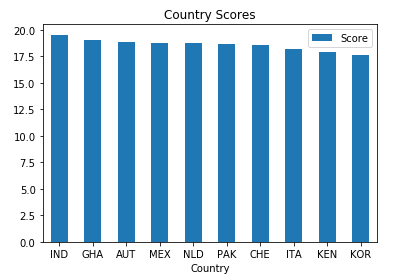 Country Scores
20.0
17.5
15.0
12.5
10.0
7.5
5.0
2.5
0.0
Score
IND GHA AUT MEX NLD PAK CHE ITA KEN KOR
Country